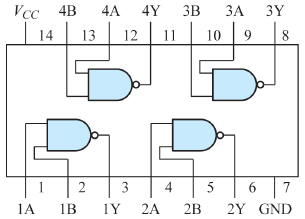 V_CC 4B 4A 4Y 3B 3A 3Y
14 13 12 11 10 9 8
1 2 3 4 5 6 7
1A 1B 1Y 2A 2B 2Y GND